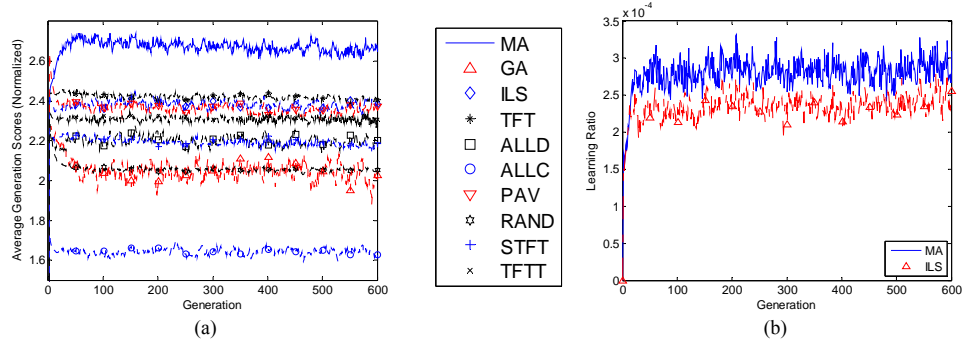 2.6
2.4
2.2
2
1.8
1.6
0
100
200
300
400
500
600
Average Generation Scores (Normalized)
Generation
(a)
MA
GA
ILS
TFT
ALLD
ALLC
PAV
RAND
STFT
TFTT
3.5 x 10⁻⁴
3
2.5
2
1.5
1
0.5
0
0
100
200
300
400
500
600
Learning Ratio
Generation
MA
ILS
(b)